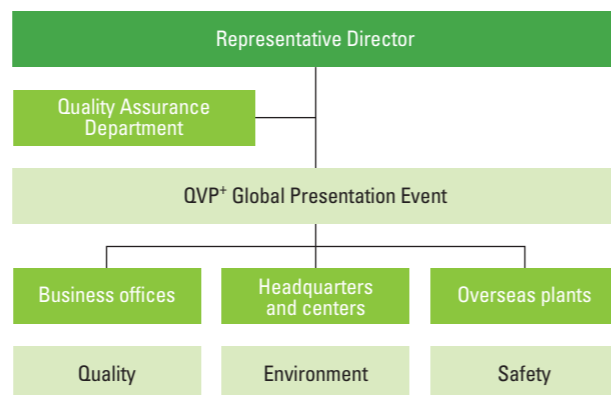 Representative Director
Quality Assurance
Department
QVP⁺ Global Presentation Event
Business offices
Headquarters
and centers
Overseas plants
Quality
Environment
Safety